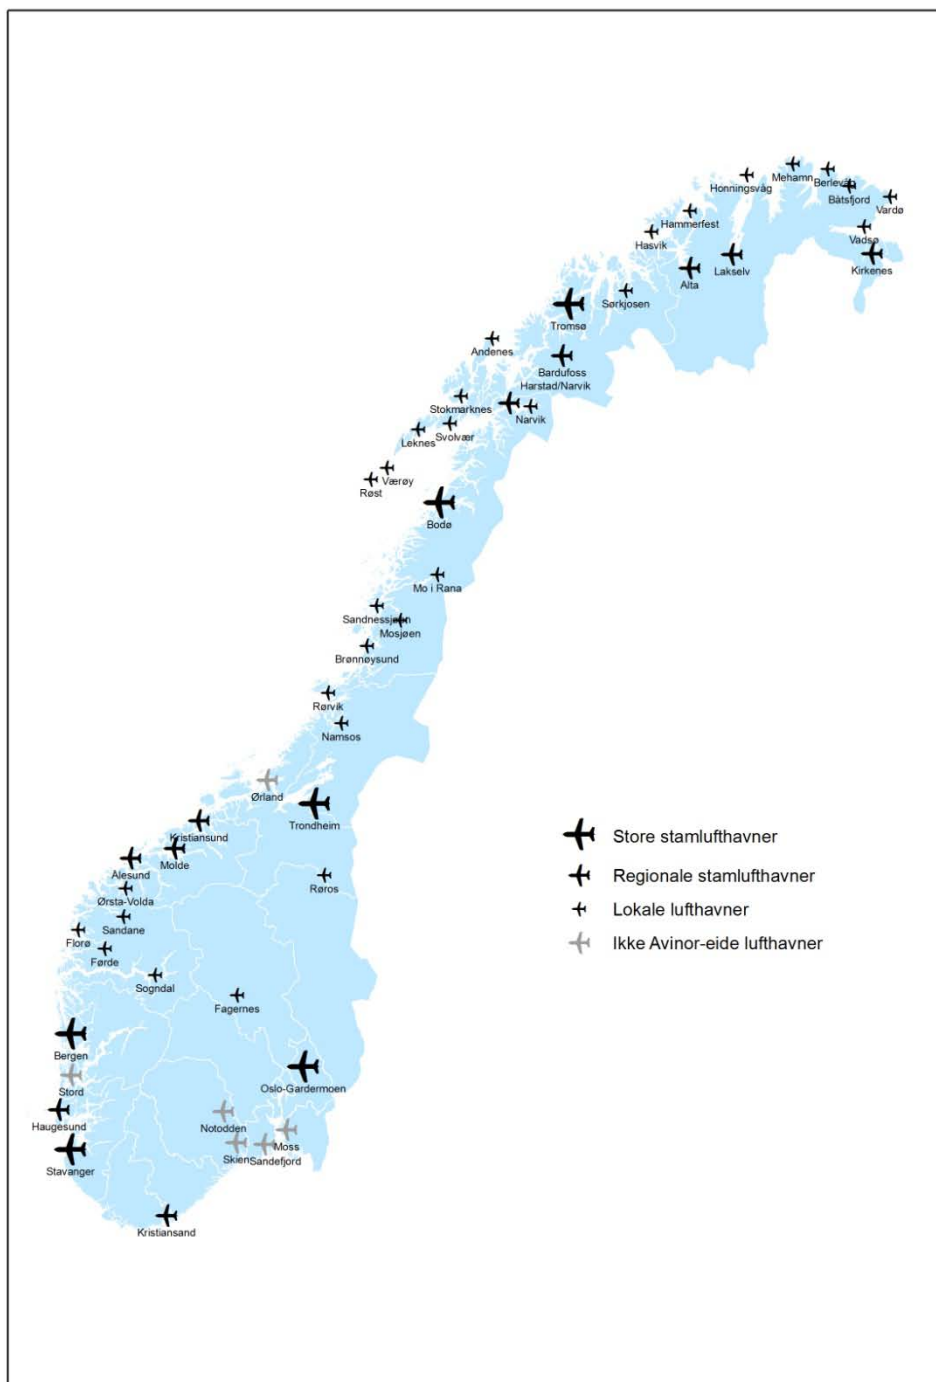 Mehamn
Berlevåg
Honningsvåg
Båtsfjord
Vardø
Hammerfest
Hasvik
Vadsø
Kirkenes
Lakselv
Alta
Sørkjosen
Tromsø
Andenes
Bardufoss
Harstad/Narvik
Narvik
Stokmarknes
Svolvær
Leknes
Værøy
Røst
Bodø
Mo i Rana
Sandnessjøen
Mosjøen
Brønnøysund
Rørvik
Namsos
Ørland
Trondheim
Kristiansund
Molde
Ålesund
Røros
Ørsta-Volda
Sandane
Florø
Førde
Sogndal
Fagernes
Bergen
Stord
Oslo-Gardermoen
Haugesund
Notodden
Moss
Skien
Sandefjord
Stavanger
Kristiansand
Store stamlufthavner
Regionale stamlufthavner
Lokale lufthavner
Ikke Avinor-eide lufthavner